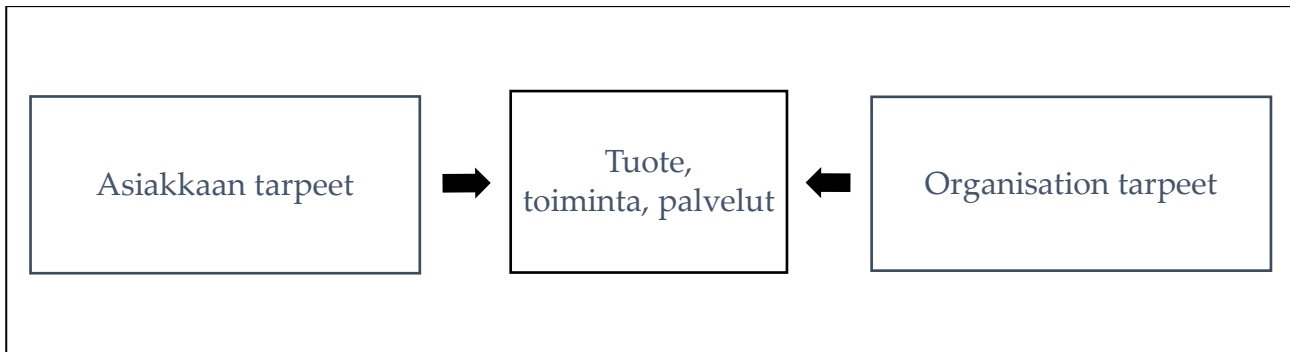 Asiakkaan tarpeet
Tuote,
toiminta, palvelut
Organisation tarpeet